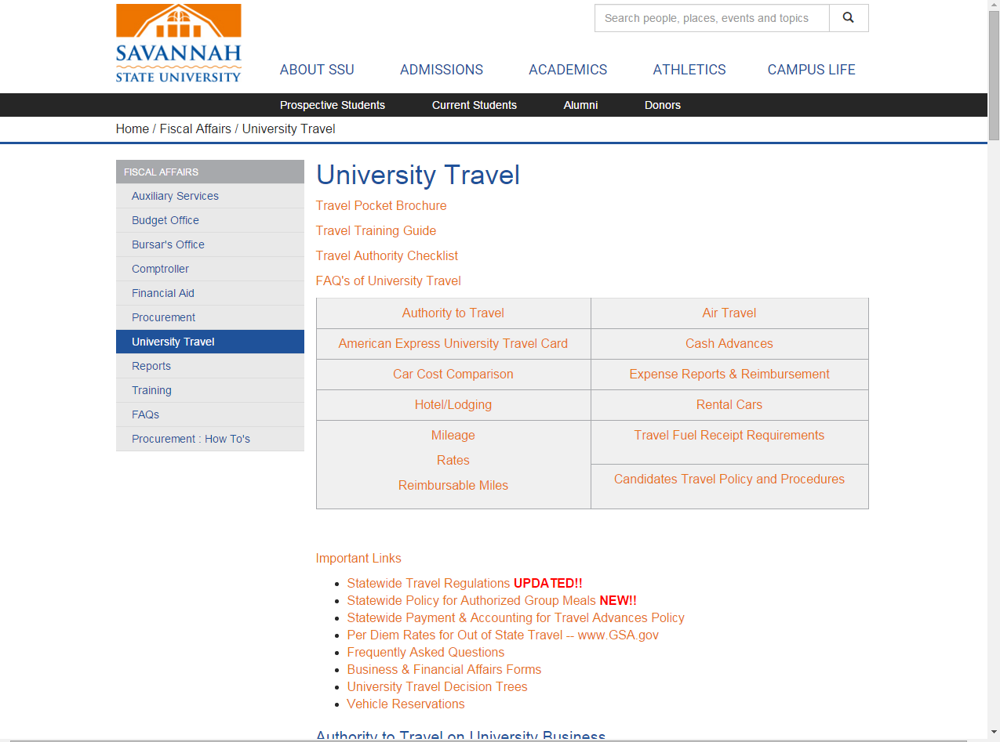 SAVANNAH
STATE UNIVERSITY
Search people, places, events and topics
ABOUT SSU ADMISSIONS ACADEMICS ATHLETICS CAMPUS LIFE
Prospective Students Current Students Alumni Donors
Home / Fiscal Affairs / University Travel
FISCAL AFFAIRS
Auxiliary Services
Budget Office
Bursar's Office
Comptroller
Financial Aid
Procurement
University Travel
Reports
Training
FAQs
Procurement : How To's
University Travel
Travel Pocket Brochure
Travel Training Guide
Travel Authority Checklist
FAQ's of University Travel
Authority to Travel Air Travel
American Express University Travel Card Cash Advances
Car Cost Comparison Expense Reports & Reimbursement
Hotel/Lodging Rental Cars
Mileage Travel Fuel Receipt Requirements
Rates
Reimbursable Miles Candidates Travel Policy and Procedures
Important Links
Statewide Travel Regulations UPDATED!!
Statewide Policy for Authorized Group Meals NEW!!
Statewide Payment & Accounting for Travel Advances Policy
Per Diem Rates for Out of State Travel -- www.GSA.gov
Frequently Asked Questions
Business & Financial Affairs Forms
University Travel Decision Trees
Vehicle Reservations
Authority to Travel on University Business